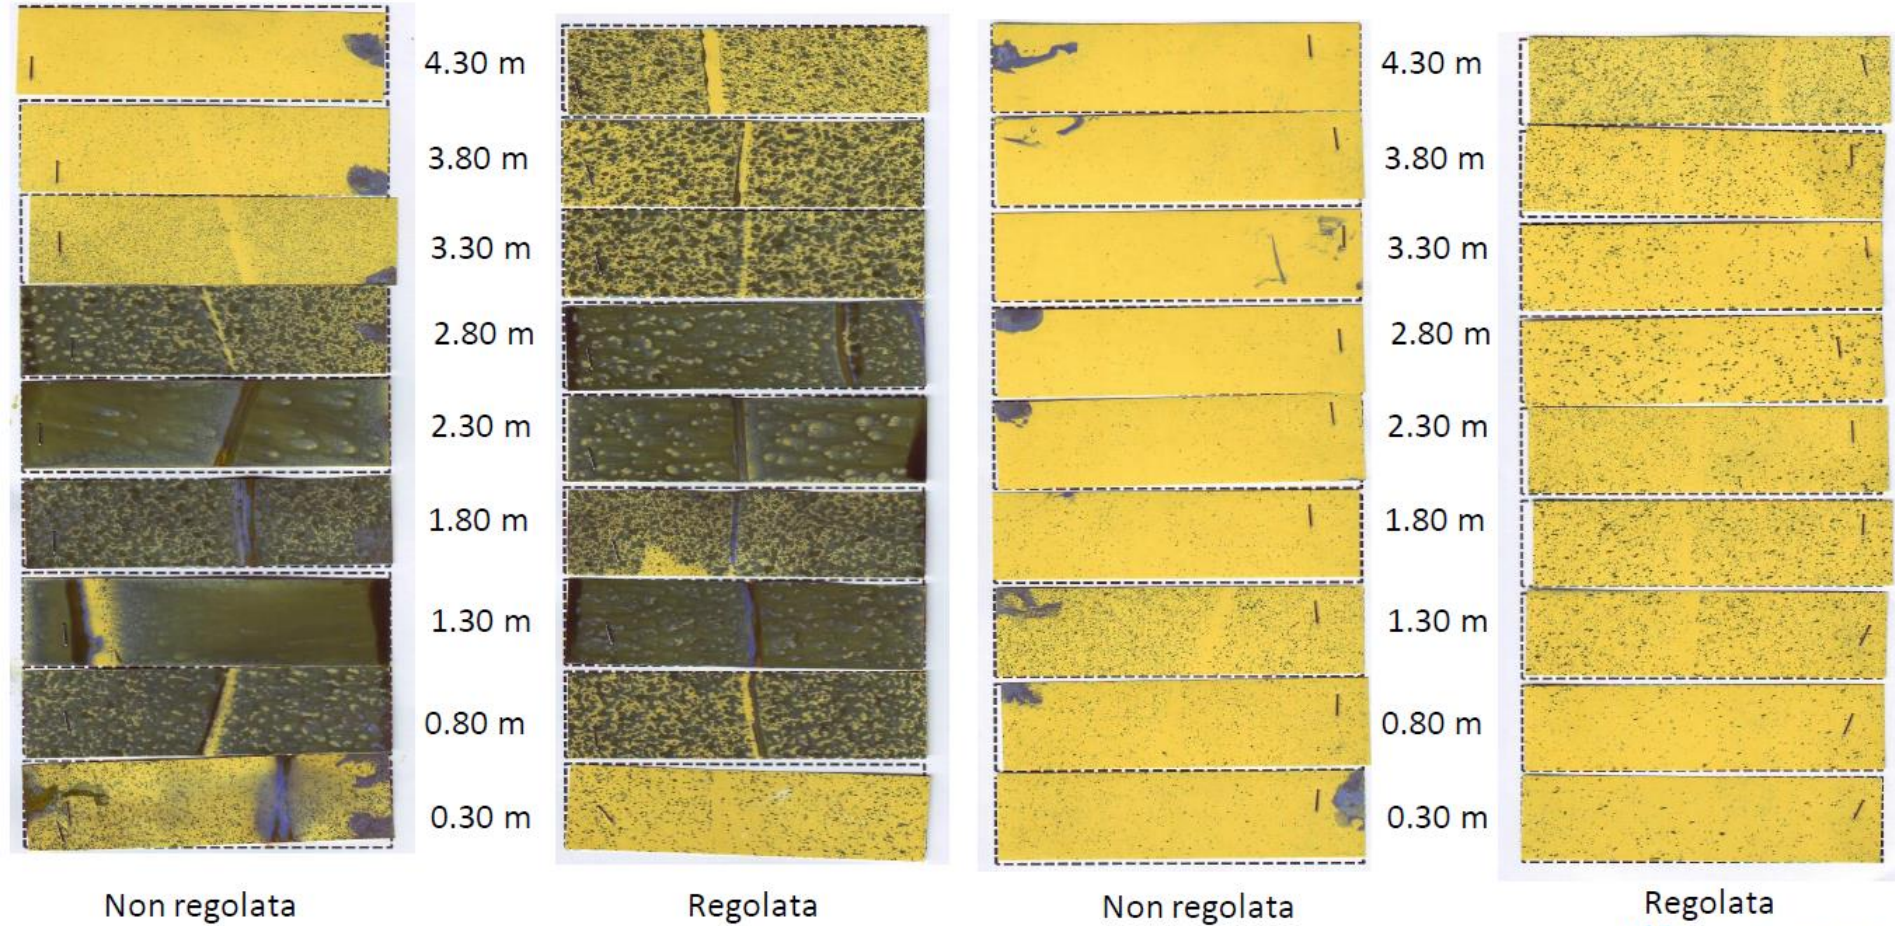 4.30 m 4.30 m
3.80 m 3.80 m
3.30 m 3.30 m
2.80 m 2.80 m
2.30 m 2.30 m
1.80 m 1.80 m
1.30 m 1.30 m
0.80 m 0.80 m
0.30 m 0.30 m
Non regolata Regolata Non regolata Regolata